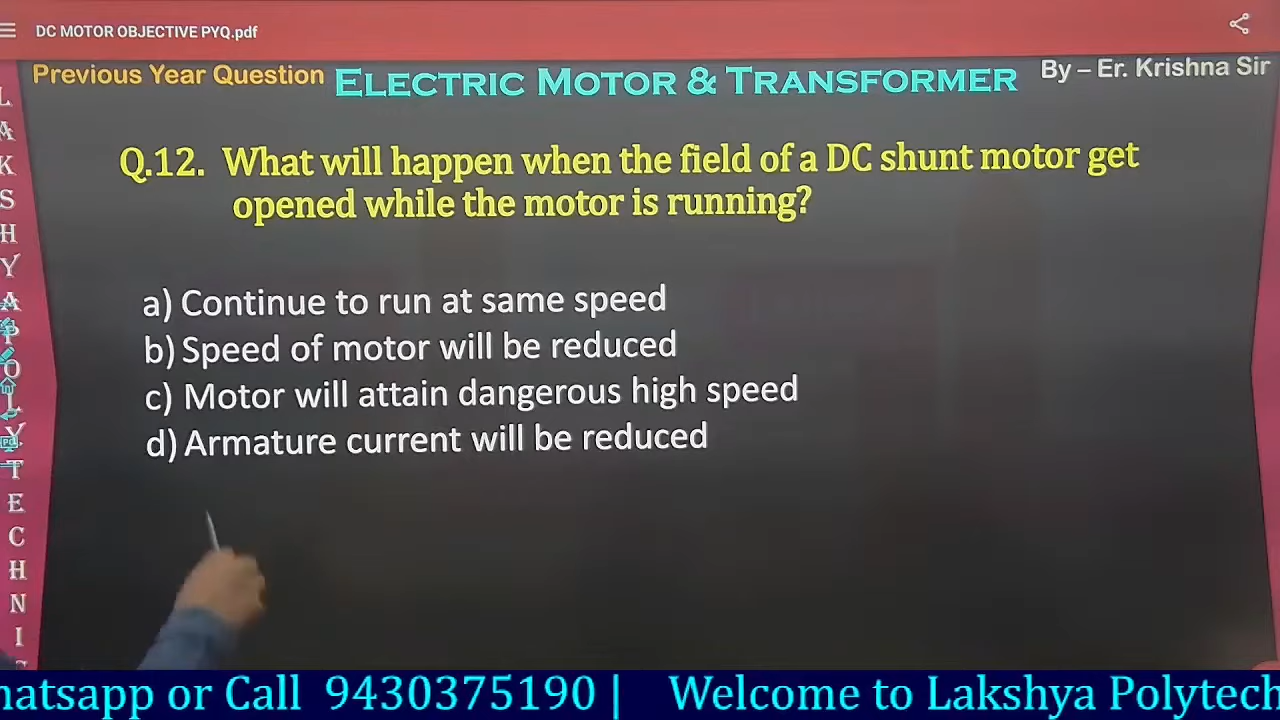 DC MOTOR OBJECTIVE PYQ.pdf
Previous Year Question
ELECTRIC MOTOR & TRANSFORMER
By – Er. Krishna Sir
Q.12. What will happen when the field of a DC shunt motor get
opened while the motor is running?
a) Continue to run at same speed
b) Speed of motor will be reduced
c) Motor will attain dangerous high speed
d) Armature current will be reduced
L
A
K
S
H
Y
A
P
O
L
Y
T
E
C
H
N
I
hatsapp or Call 9430375190 | Welcome to Lakshya Polytech